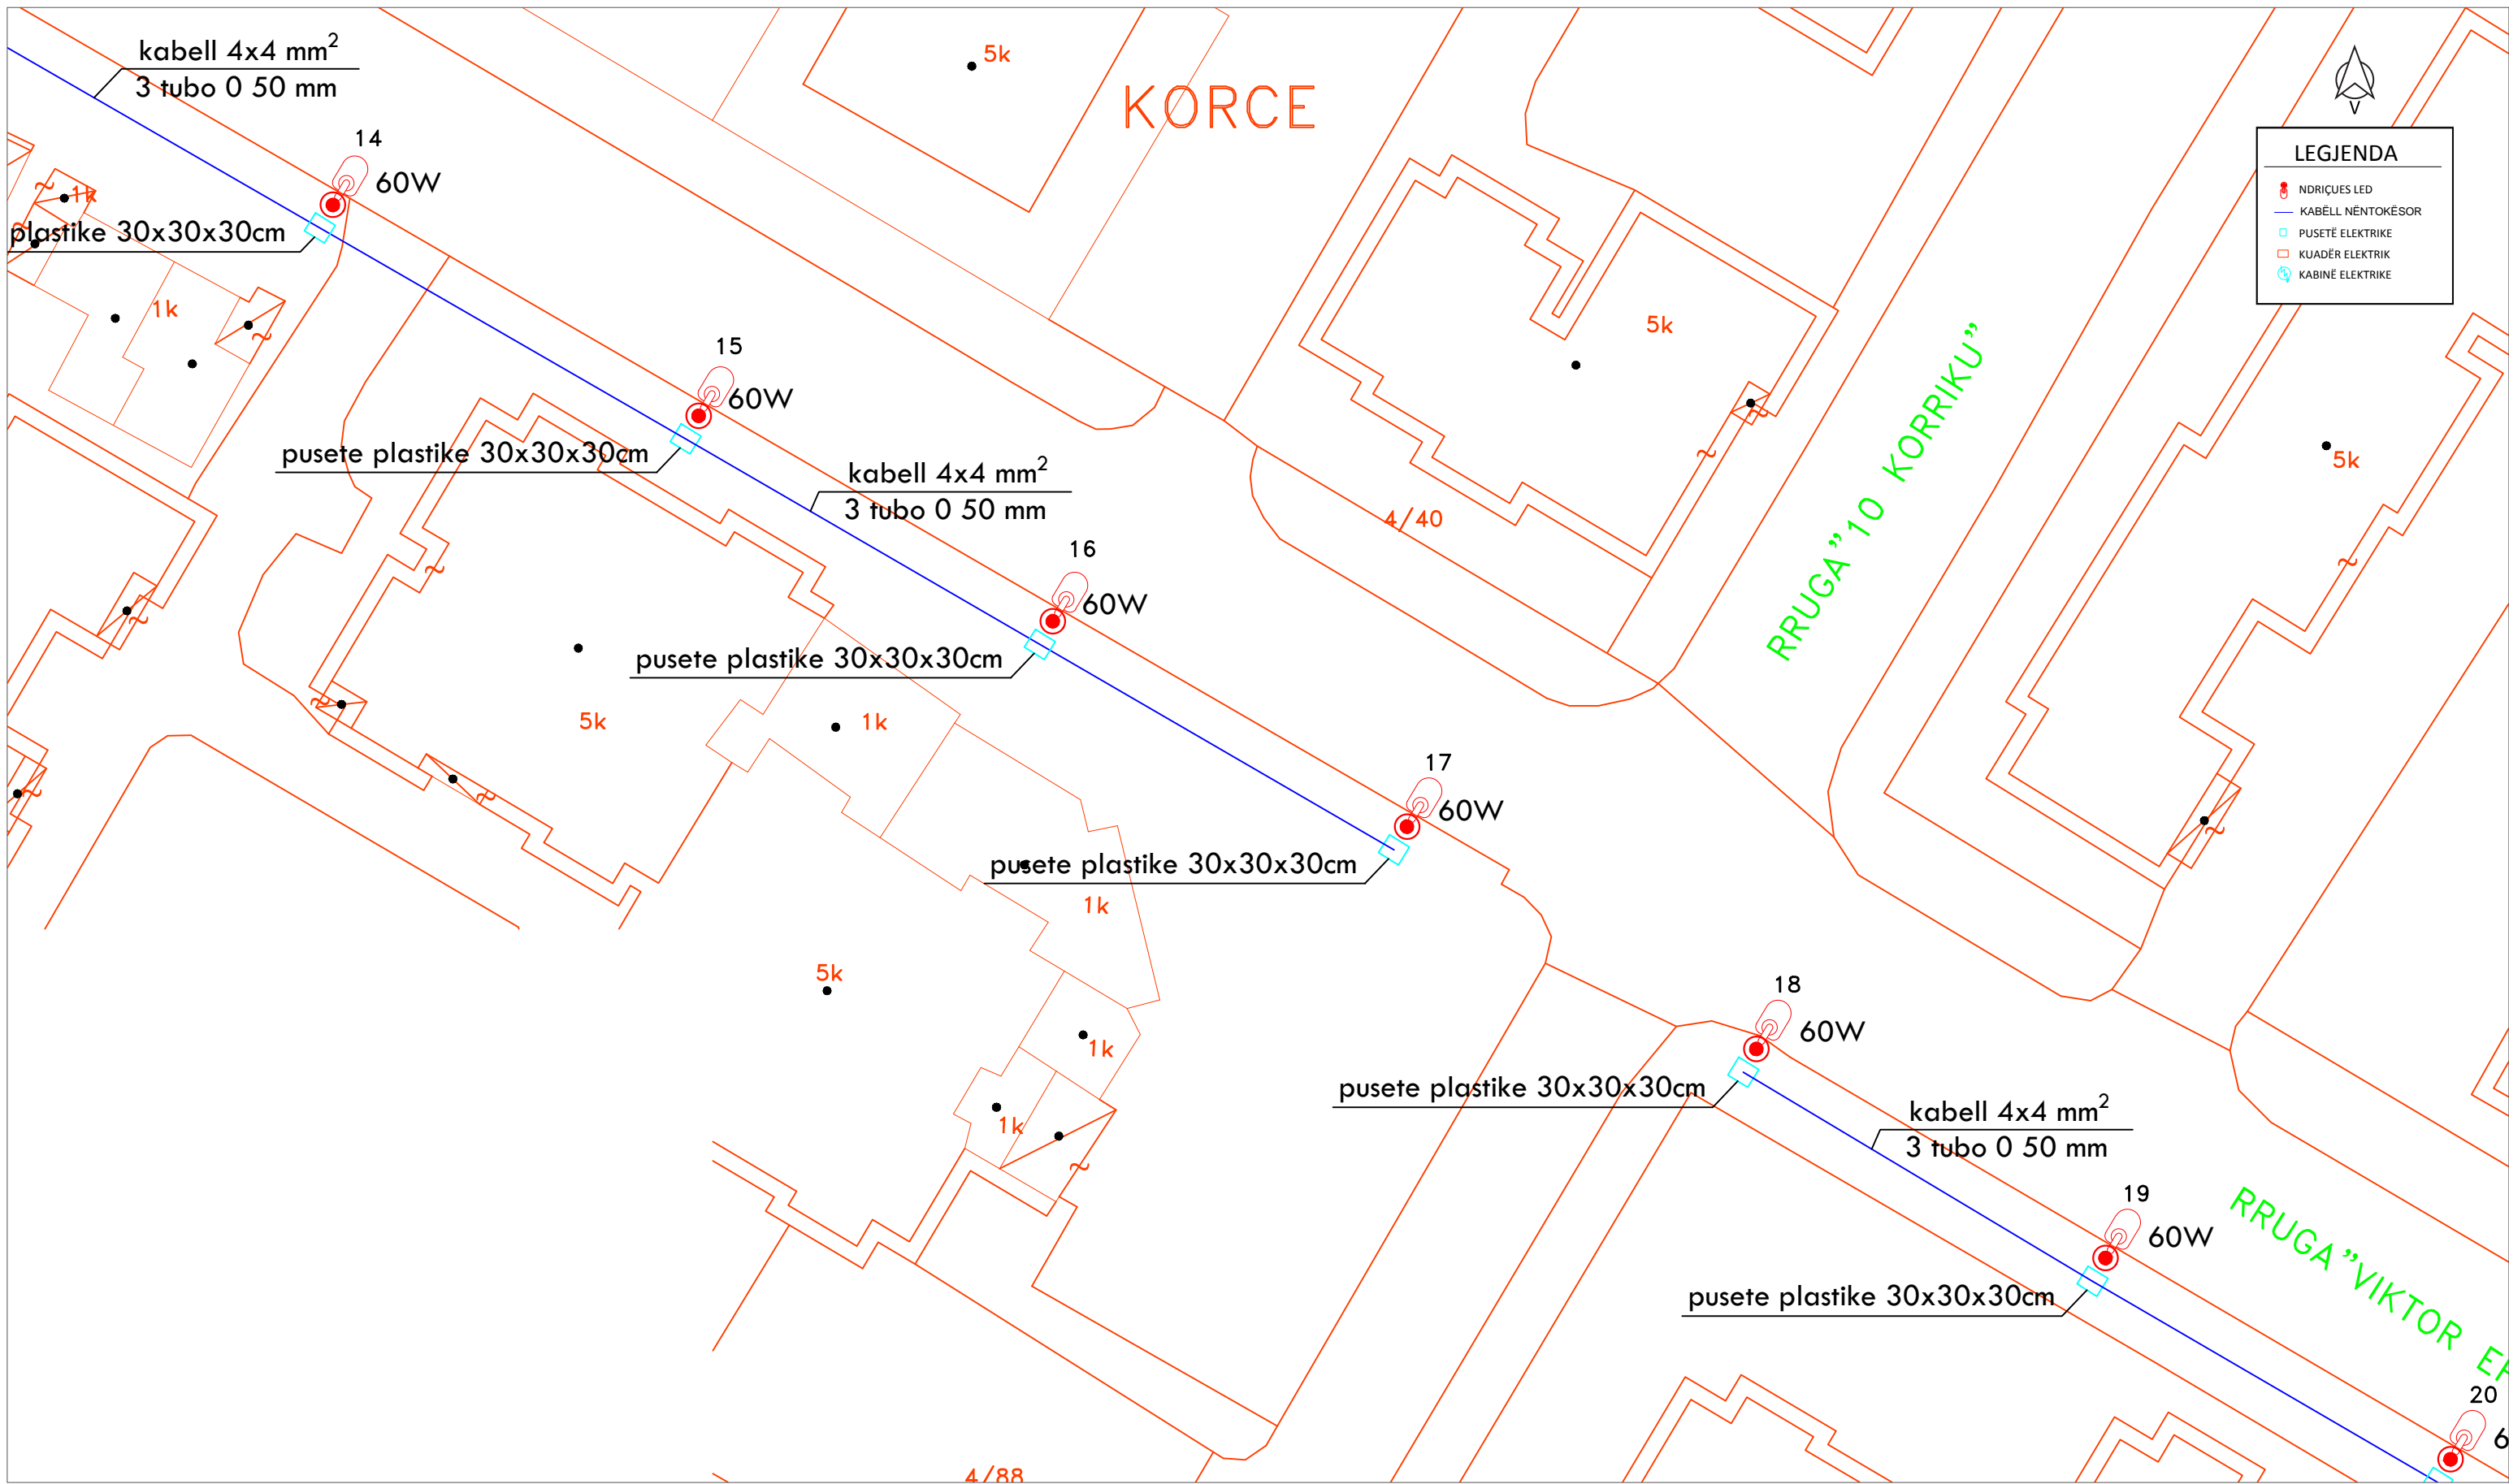 kabell 4x4 mm²
3 tubo 0 50 mm
5k
KORCE
LEGJENDA
NDRIÇUES LED
KABËLL NËNTOKËSOR
PUSETË ELEKTRIKE
KUADËR ELEKTRIK
KABINË ELEKTRIKE
14
60W
1k
plastike 30x30x30cm
1k
5k
15
60W
RRUGA"10 KORRIKU"
pusete plastike 30x30x30cm
5k
kabell 4x4 mm²
3 tubo 0 50 mm
4/40
16
60W
pusete plastike 30x30x30cm
5k
1k
17
60W
pusete plastike 30x30x30cm
1k
5k
18
60W
1k
pusete plastike 30x30x30cm
1k
kabell 4x4 mm²
3 tubo 0 50 mm
19
60W
RRUGA"VIKTOR
pusete plastike 30x30x30cm
20
4/88